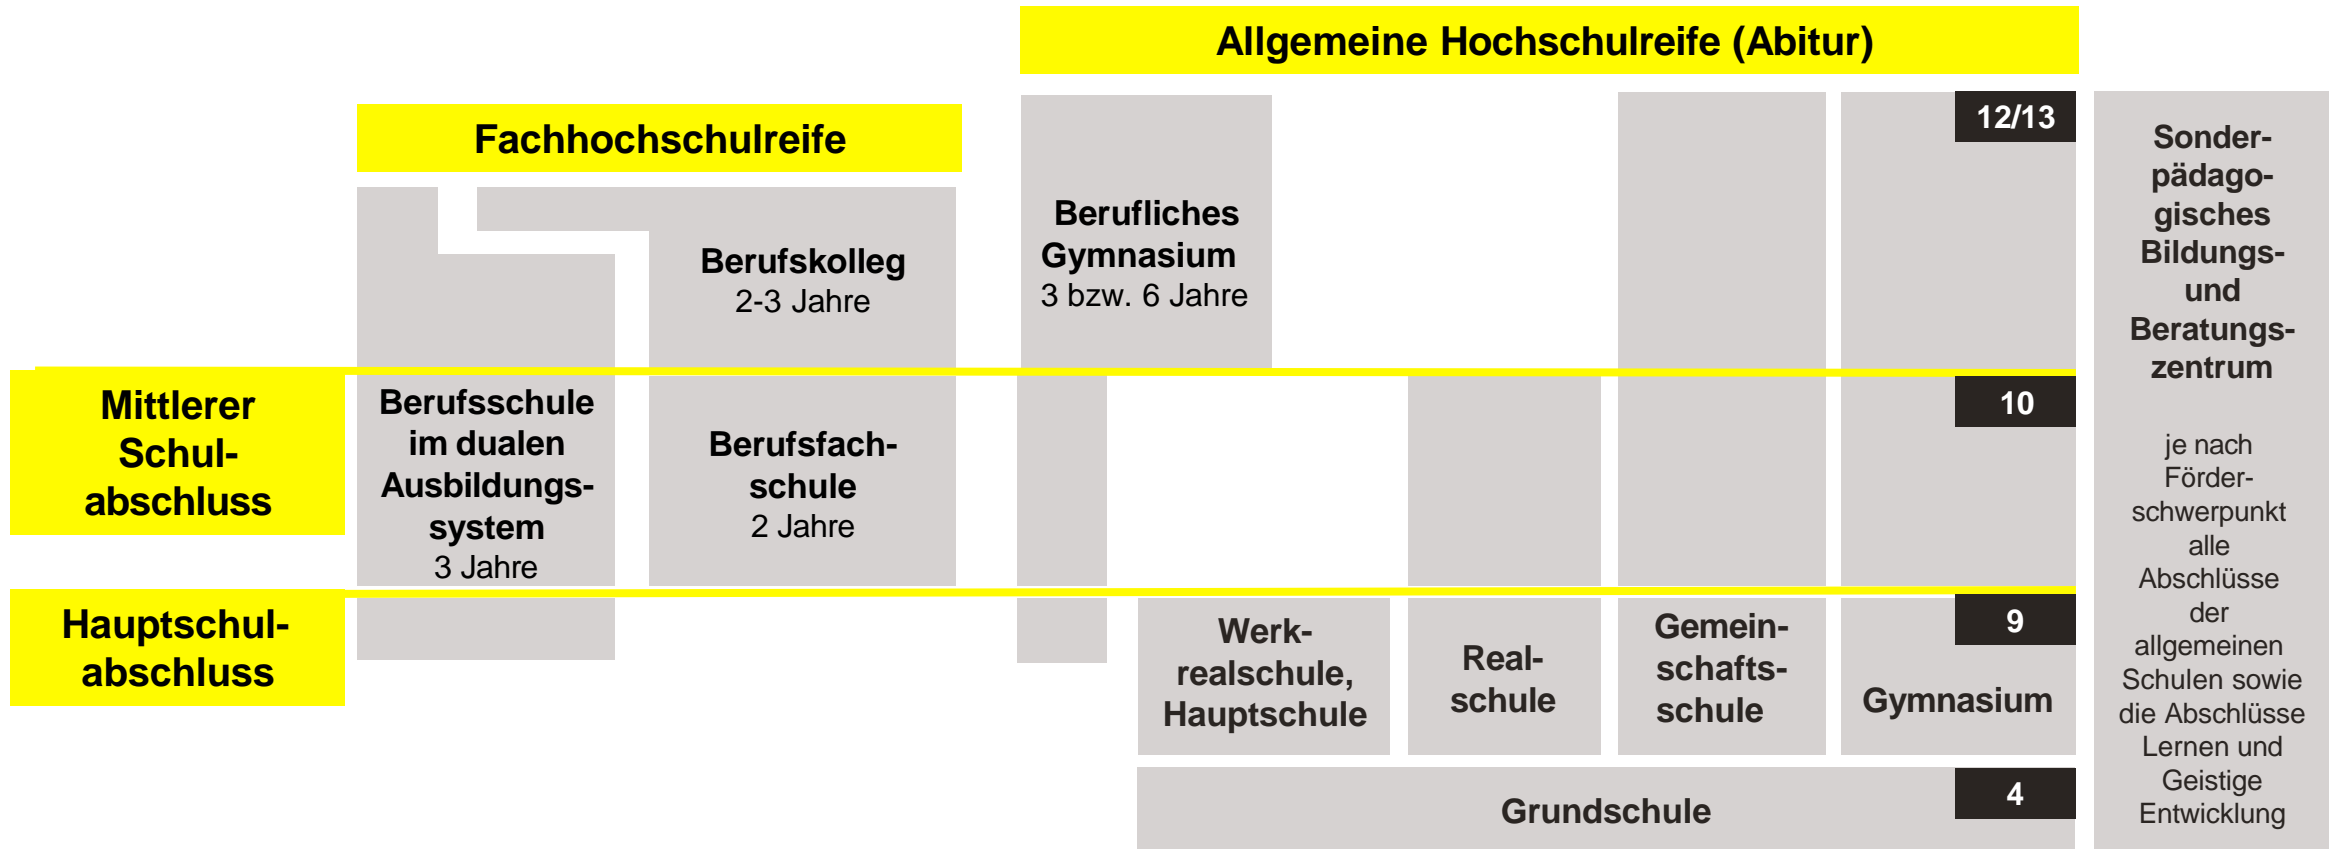 Allgemeine Hochschulreife (Abitur)
12/13
Fachhochschulreife
Berufskolleg
2-3 Jahre
Berufliches
Gymnasium
3 bzw. 6 Jahre
Sonder-
pädago-
gisches
Bildungs-
und
Beratungs-
zentrum
je nach
Förder-
schwerpunkt
alle
Abschlüsse
der
allgemeinen
Schulen sowie
die Abschlüsse
Lernen und
Geistige
Entwicklung
Mittlerer
Schul-
abschluss
Berufsschule
im dualen
Ausbildungs-
system
3 Jahre
Berufsfach-
schule
2 Jahre
10
Hauptschul-
abschluss
Werk-
realschule,
Hauptschule
Real-
schule
Gemein-
schafts-
schule
9
Gymnasium
Grundschule
4